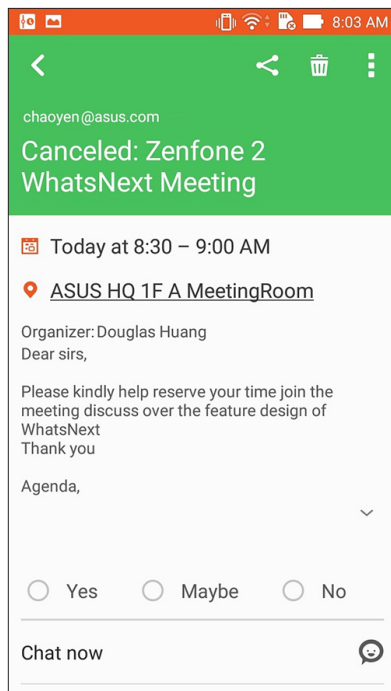 8:03 AM
chaoyen@asus.com
Canceled: Zenfone 2
WhatsNext Meeting
Today at 8:30 – 9:00 AM
ASUS HQ 1F A MeetingRoom
Organizer: Douglas Huang
Dear sirs,
Please kindly help reserve your time join the
meeting discuss over the feature design of
WhatsNext
Thank you
Agenda,
Yes Maybe No
Chat now